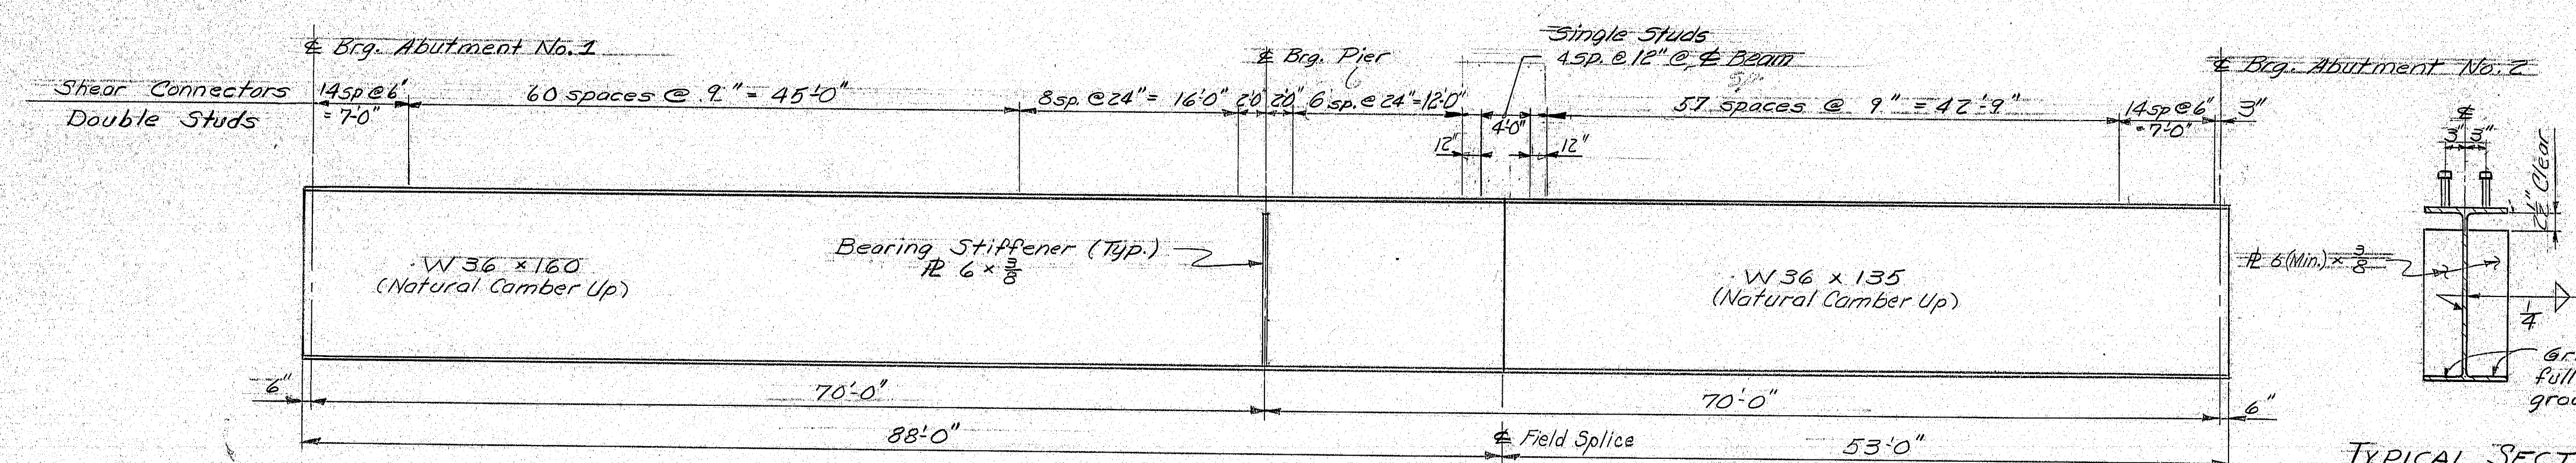 ℄ Brg. Abutment No. 1
Single Studs
4 sp. @ 12" @ ℄ Beam
℄ Brg. Pier
℄ Brg. Abutment No. 2
Shear Connectors
Double Studs
14 sp @ 6"
= 7'-0"
60 spaces @ 9" = 45'-0"
8 sp. @ 24" = 16'-0"
2'0"
2'0"
6 sp. @ 24" = 12'-0"
4'-0"
12"
12"
57 spaces @ 9" = 42'-9"
14 sp @ 6"
= 7'-0"
3"
℄
3" 3"
2½" Clear
W 36 x 160
(Natural Camber Up)
Bearing Stiffener (Typ.)
℄ 6 x 3/8
W 36 x 135
(Natural Camber Up)
℄ 6 (Min.) x 3/8
1/4
full
6"
70'-0"
70'-0"
6"
88'-0"
℄ Field Splice
53'-0"
TYPICAL